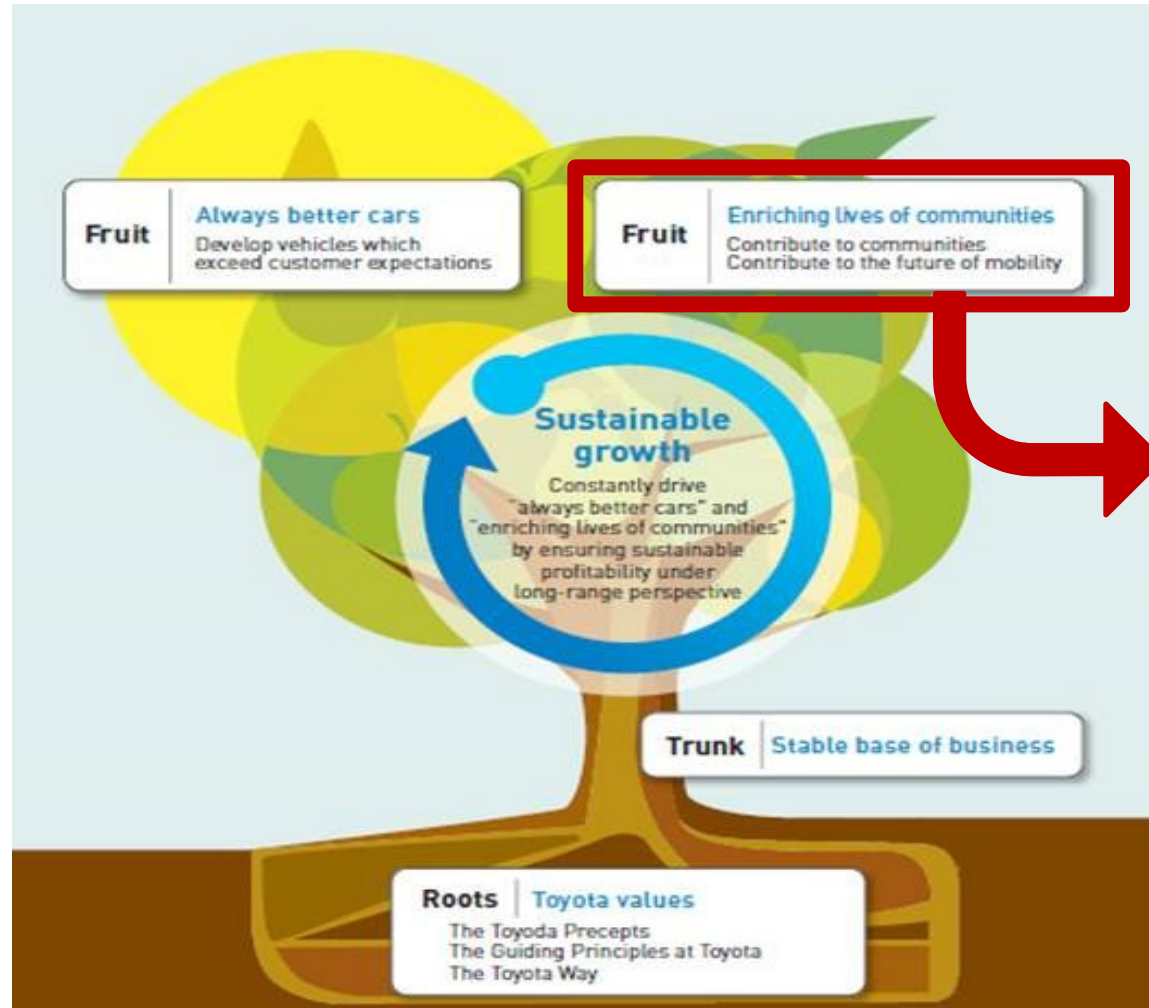 Fruit
Always better cars
Develop vehicles which
exceed customer expectations
Fruit
Enriching lives of communities
Contribute to communities
Contribute to the future of mobility
Sustainable
growth
Constantly drive
"always better cars" and
"enriching lives of communities"
by ensuring sustainable
profitability under
long-range perspective
Trunk
Stable base of business
Roots
Toyota values
The Toyoda Precepts
The Guiding Principles at Toyota
The Toyota Way